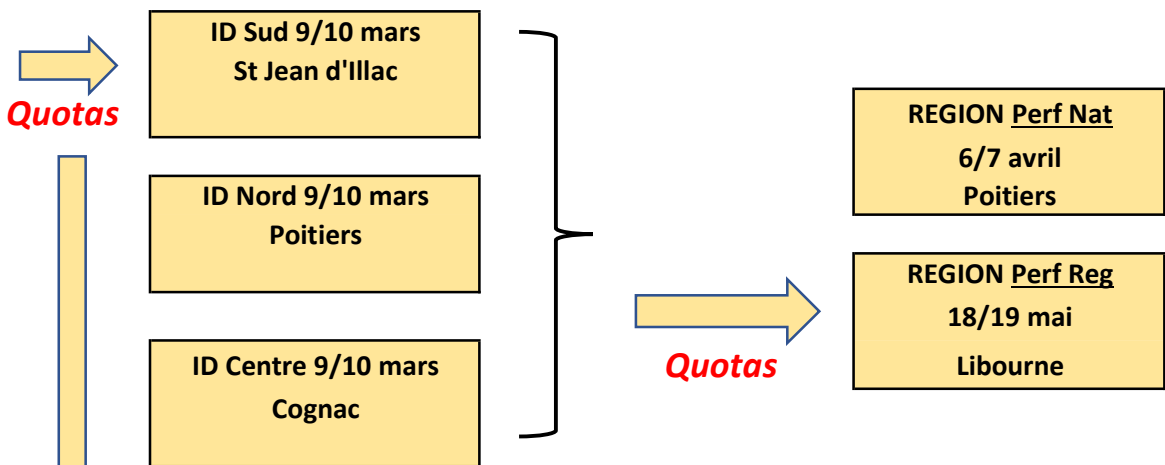 ID Sud 9/10 mars
St Jean d'Illac
Quotas
ID Nord 9/10 mars
Poitiers
ID Centre 9/10 mars
Cognac
Quotas
REGION Perf Nat
6/7 avril
Poitiers
REGION Perf Reg
18/19 mai
Libourne